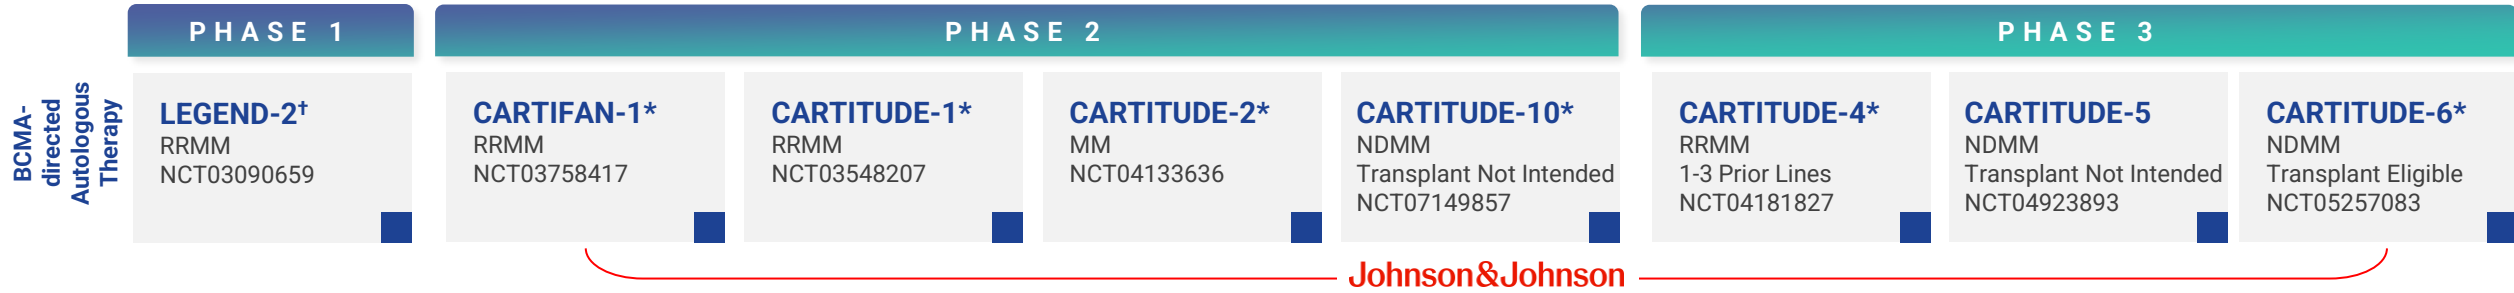 PHASE 1
PHASE 2
PHASE 3
BCMA-
directed
Autologous
Therapy
LEGEND-2†
RRMM
NCT03090659
CARTIFAN-1*
RRMM
NCT03758417
CARTITUDE-1*
RRMM
NCT03548207
CARTITUDE-2*
MM
NCT04133636
CARTITUDE-10*
NDMM
Transplant Not Intended
NCT07149857
CARTITUDE-4*
RRMM
1-3 Prior Lines
NCT04181827
CARTITUDE-5
NDMM
Transplant Not Intended
NCT04923893
CARTITUDE-6*
NDMM
Transplant Eligible
NCT05257083
Johnson&Johnson